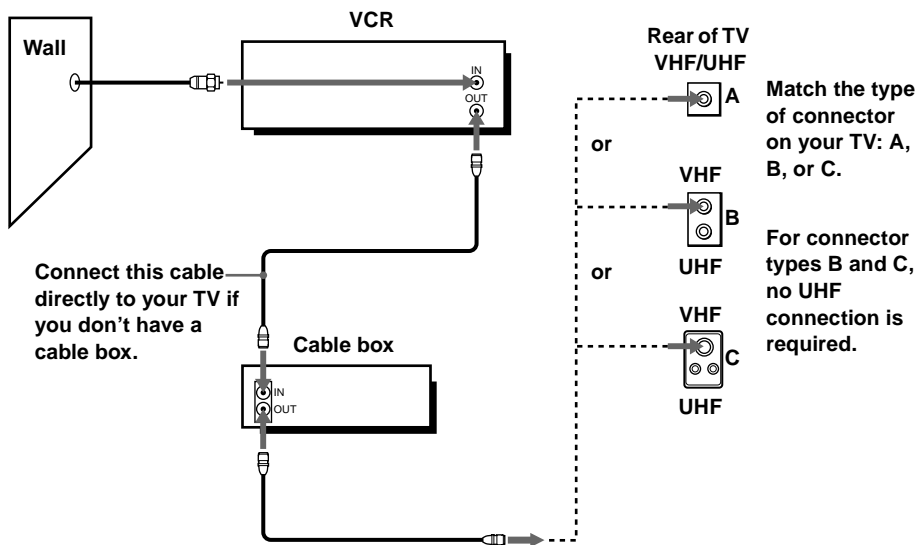 VCR
Wall
IN
OUT
Connect this cable
directly to your TV if
you don't have a
cable box.
Cable box
IN
OUT
Rear of TV
VHF/UHF
A
or
VHF
B
UHF
or
VHF
C
UHF
Match the type
of connector
on your TV: A,
B, or C.
For connector
types B and C,
no UHF
connection is
required.